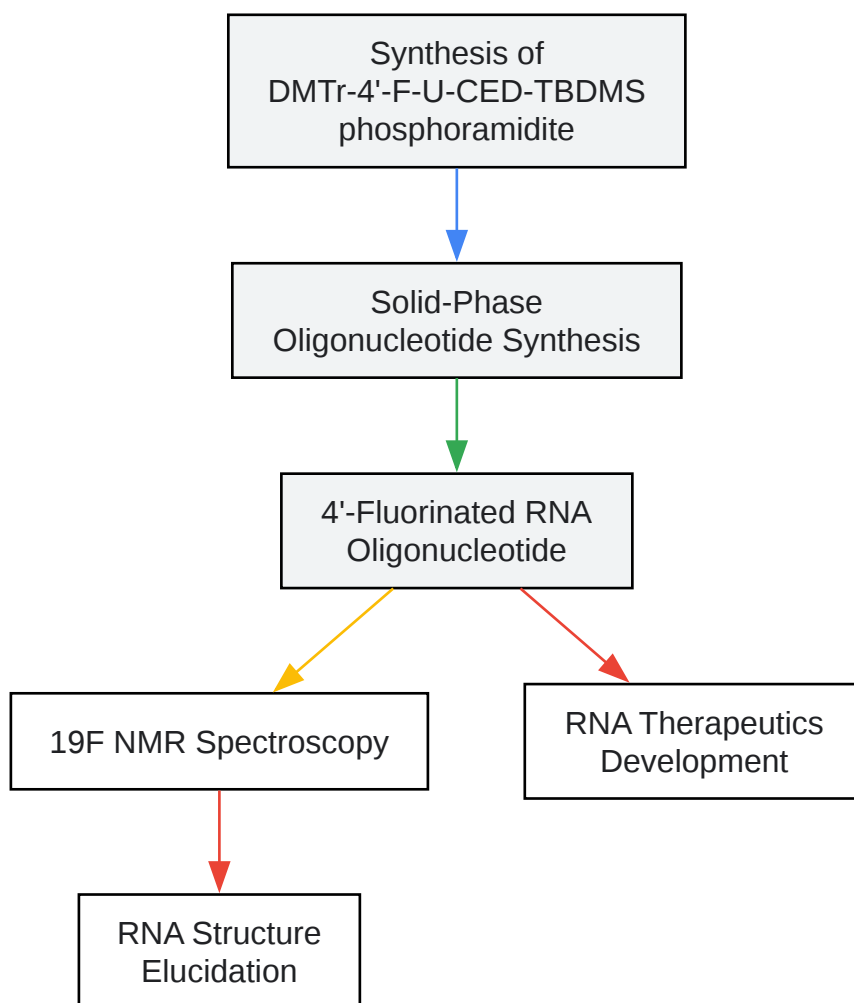 Synthesis of
DMTr-4'-F-U-CED-TBDMS
phosphoramidite
Solid-Phase
Oligonucleotide Synthesis
4'-Fluorinated RNA
Oligonucleotide
19F NMR Spectroscopy
RNA Therapeutics
Development
RNA Structure
Elucidation